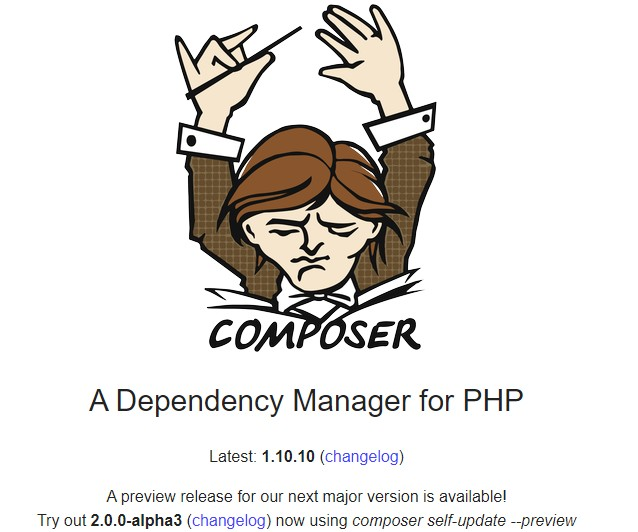 COMPOSER
A Dependency Manager for PHP
Latest: 1.10.10 (changelog)
A preview release for our next major version is available!
Try out 2.0.0-alpha3 (changelog) now using composer self-update --preview